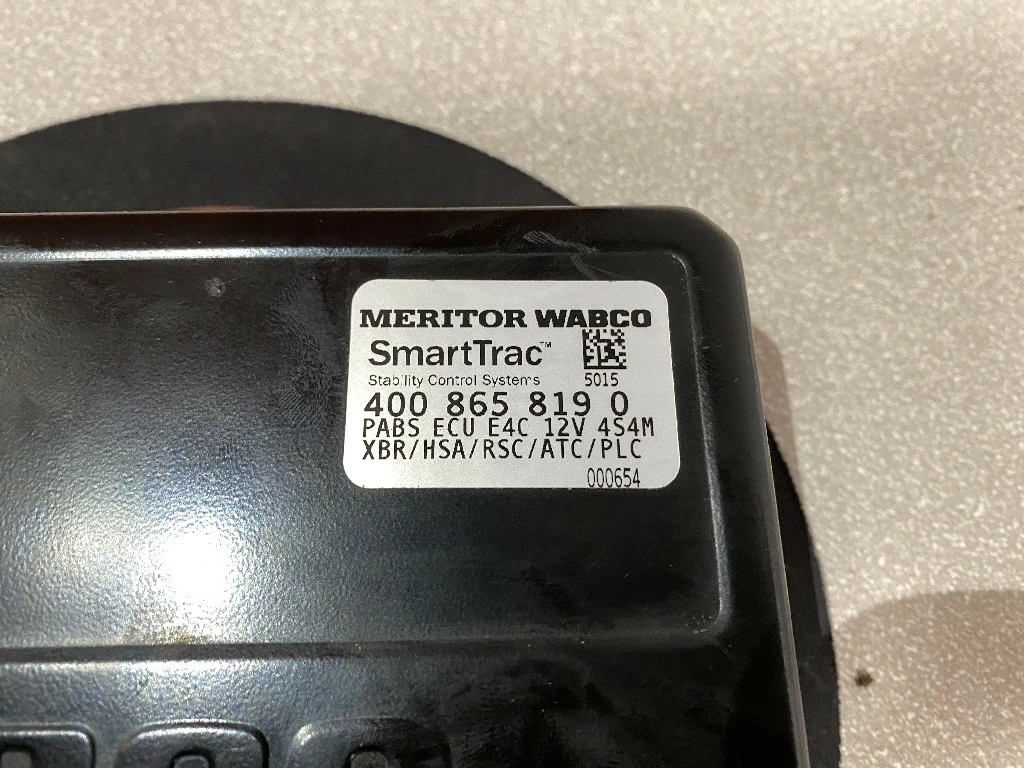 MERITOR WABCO
SmartTrac™
Stability Control Systems 5015
400 865 819 0
PABS ECU E4C 12V 4S4M
XBR/HSA/RSC/ATC/PLC
000654